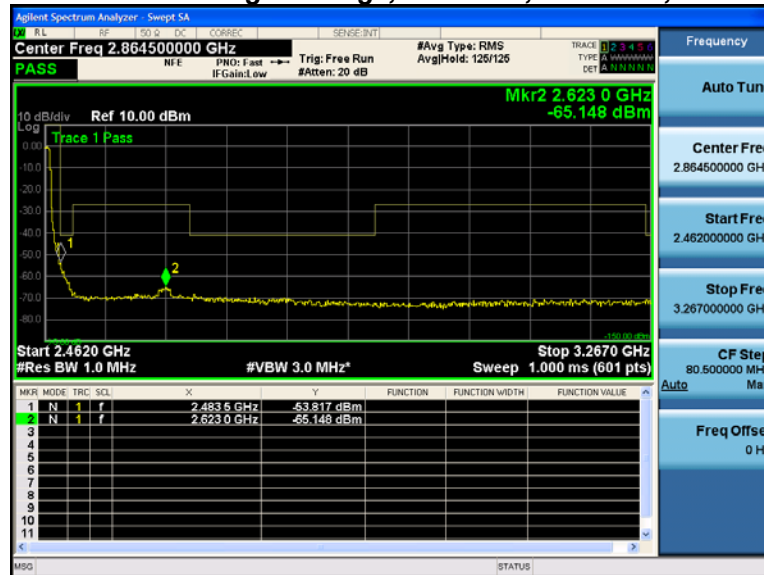 Agilent Spectrum Analyzer - Swept SA
RL RF 50 Ω DC CORREC SENSE:INT
Center Freq 2.864500000 GHz
PASS
NFE
PNO: Fast
IFGain:Low
Trig: Free Run
#Atten: 20 dB
#Avg Type: RMS
Avg|Hold: 125/125
TRACE 1 2 3 4 5 6
TYPE A WWWWW
DET A N N N N N
Mkr2 2.623 0 GHz
-65.148 dBm
10 dB/div Ref 10.00 dBm
Log
Trace 1 Pass
0.00
-10.0
-20.0
-30.0
-40.0
-50.0
-60.0
-70.0
-80.0
1
2
-150.00 dBm
Start 2.4620 GHz Stop 3.2670 GHz
#Res BW 1.0 MHz #VBW 3.0 MHz* Sweep 1.000 ms (601 pts)
MKR MODE TRC SCL X Y FUNCTION FUNCTION WIDTH FUNCTION VALUE
1 N 1 f 2.483 5 GHz -53.817 dBm
2 N 1 f 2.623 0 GHz -65.148 dBm
3
4
5
6
7
8
9
10
11
MSG STATUS
Frequency
Auto Tun
Center Fre
2.864500000 GH
Start Fre
2.462000000 GH
Stop Fre
3.267000000 GH
CF Step
80.500000 MH
Auto Ma
Freq Offse
0 H